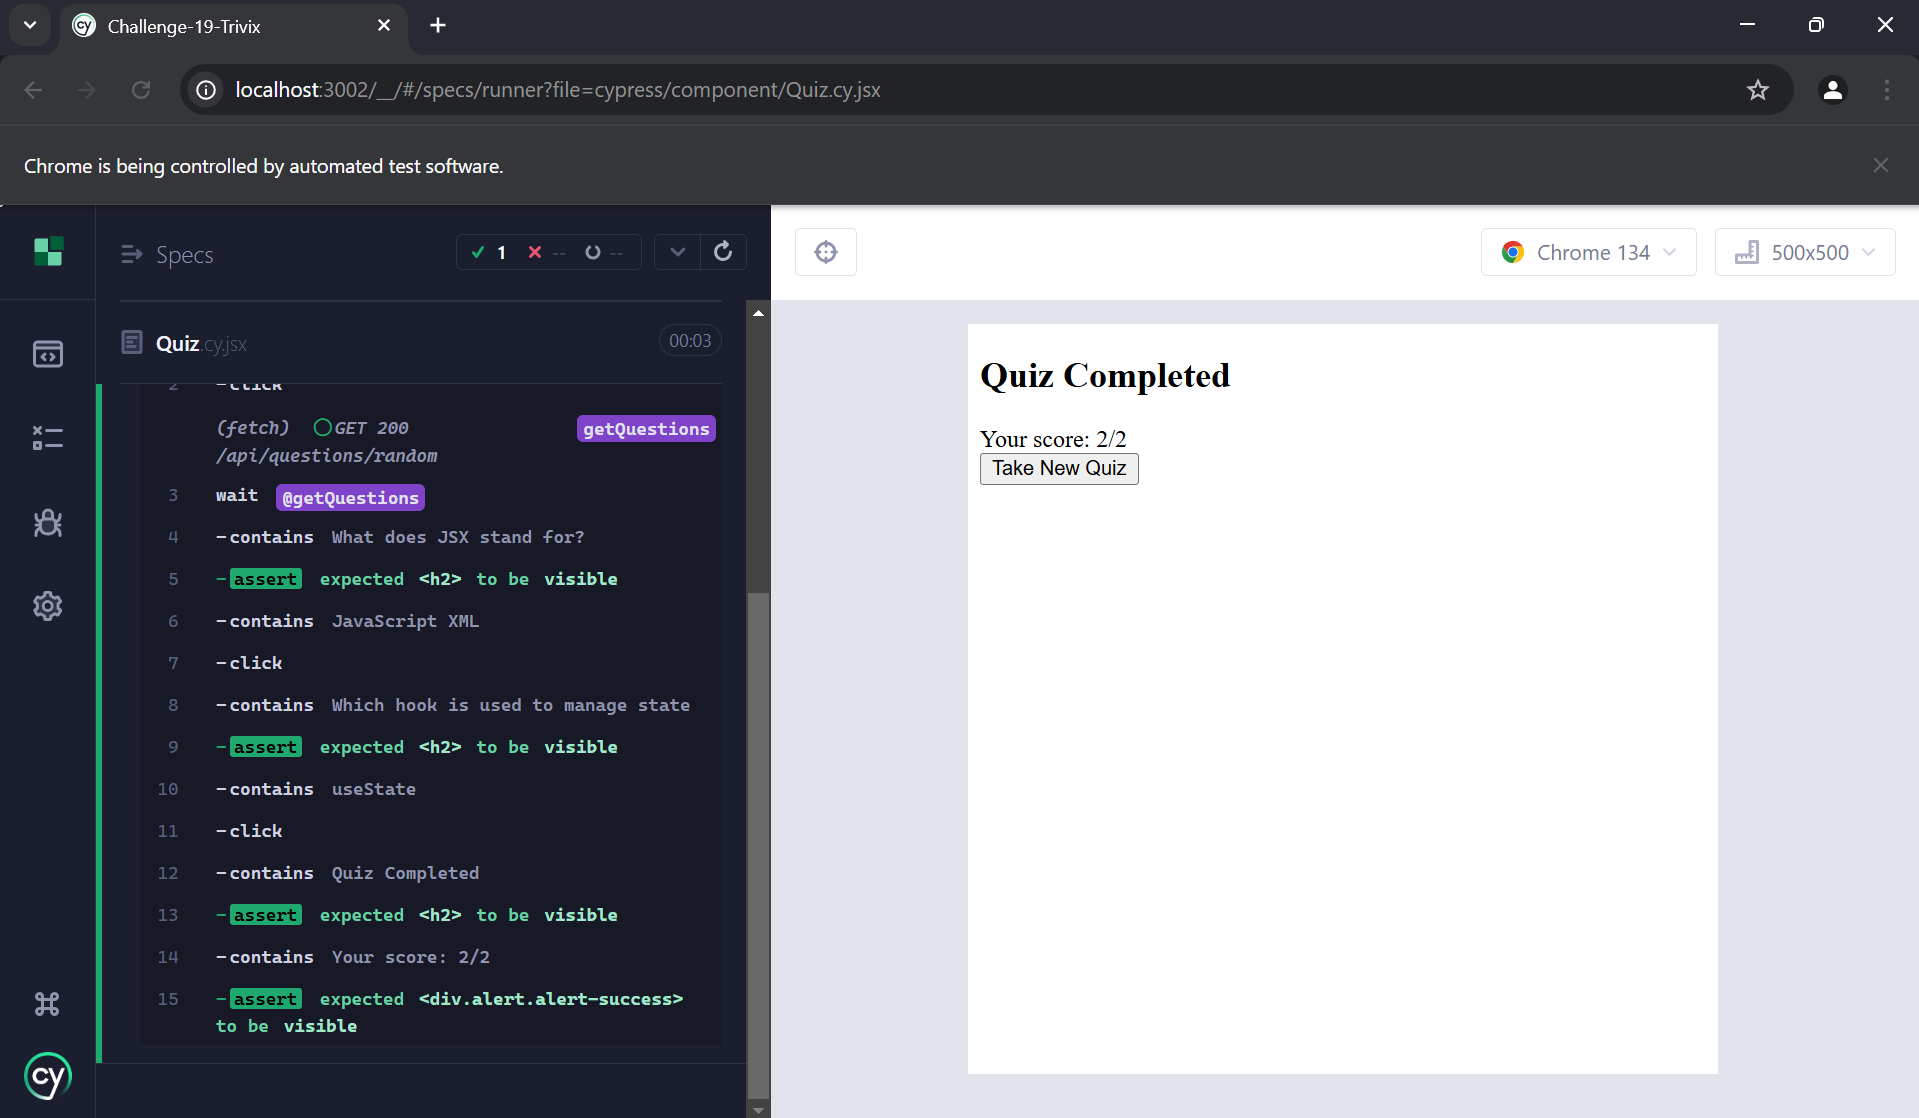 Challenge-19-Trivix
localhost:3002/__/#/specs/runner?file=cypress/component/Quiz.cy.jsx
Chrome is being controlled by automated test software.
Specs
1 -- --
Chrome 134
500x500
Quiz.cy.jsx
00:03
2 -click
(fetch) GET 200 getQuestions
/api/questions/random
3 wait @getQuestions
4 -contains What does JSX stand for?
5 -assert expected <h2> to be visible
6 -contains JavaScript XML
7 -click
8 -contains Which hook is used to manage state
9 -assert expected <h2> to be visible
10 -contains useState
11 -click
12 -contains Quiz Completed
13 -assert expected <h2> to be visible
14 -contains Your score: 2/2
15 -assert expected <div.alert.alert-success>
to be visible
cy
Quiz Completed
Your score: 2/2
Take New Quiz